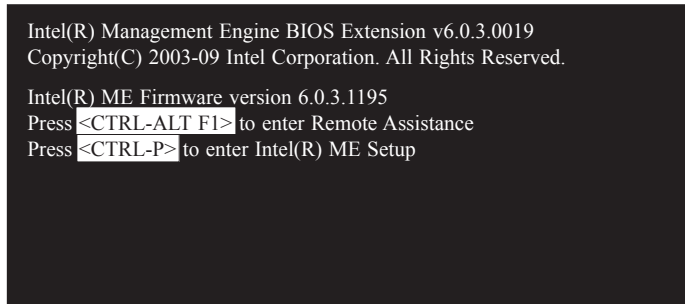 Intel(R) Management Engine BIOS Extension v6.0.3.0019
Copyright(C) 2003-09 Intel Corporation. All Rights Reserved.
Intel(R) ME Firmware version 6.0.3.1195
Press <CTRL-ALT F1> to enter Remote Assistance
Press <CTRL-P> to enter Intel(R) ME Setup